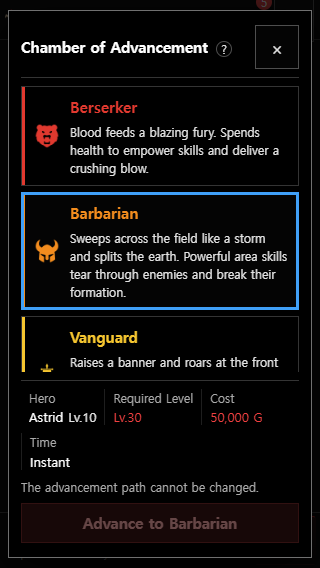 Chamber of Advancement ?
×
Berserker
Blood feeds a blazing fury. Spends
health to empower skills and deliver a
crushing blow.
Barbarian
Sweeps across the field like a storm
and splits the earth. Powerful area skills
tear through enemies and break their
formation.
Vanguard
Raises a banner and roars at the front
Hero
Astrid Lv.10
Required Level
Lv.30
Cost
50,000 G
Time
Instant
The advancement path cannot be changed.
Advance to Barbarian